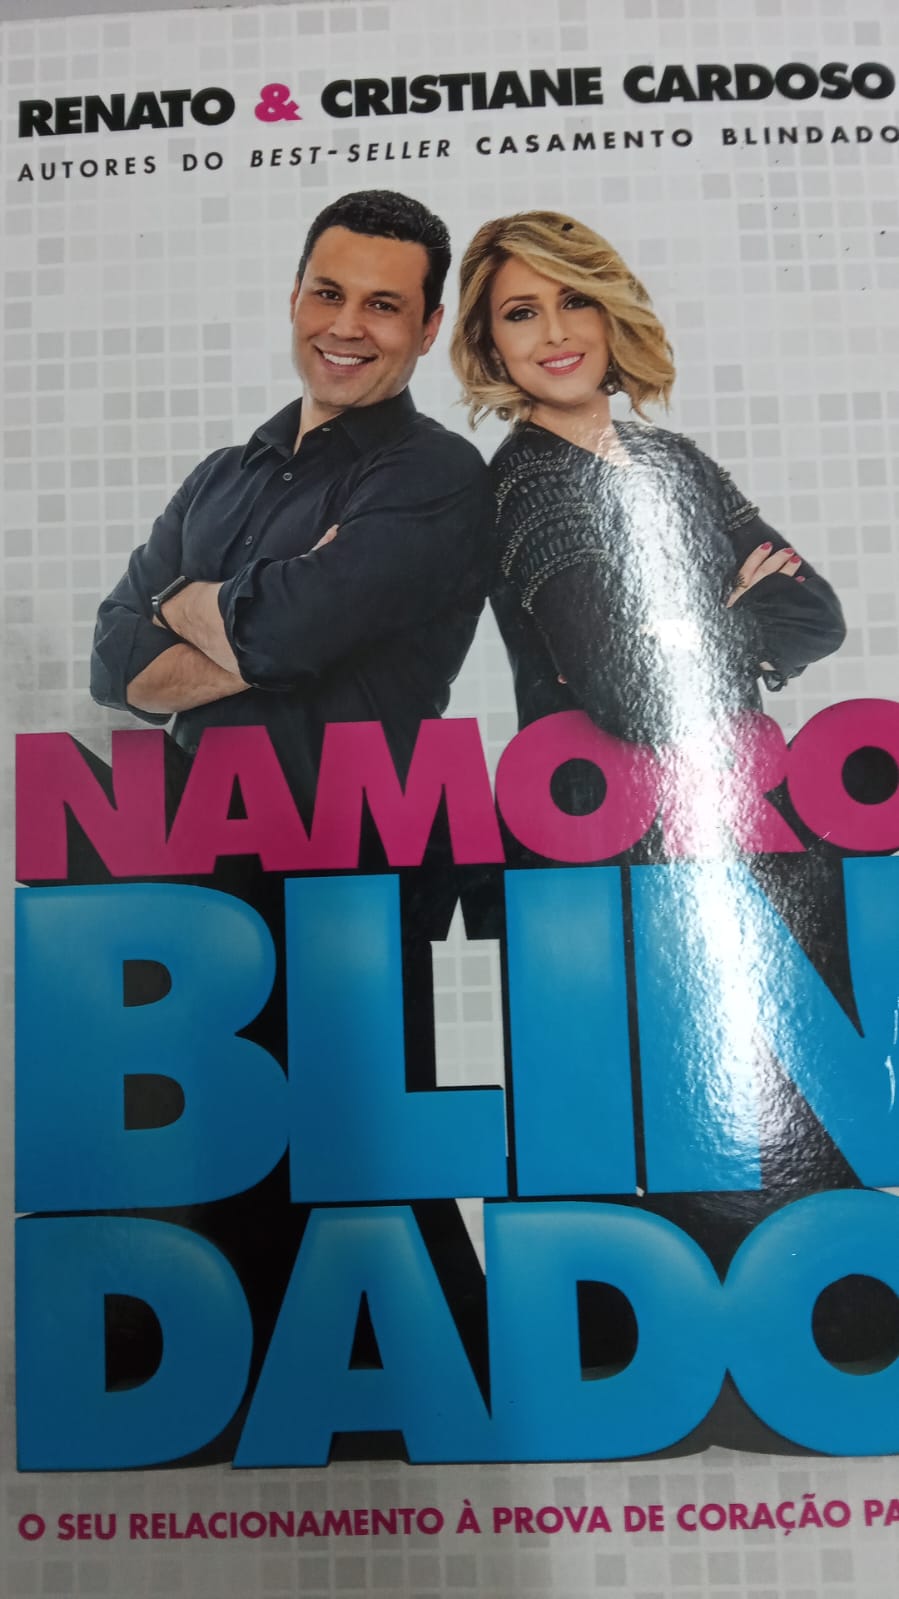 RENATO & CRISTIANE CARDOSO
AUTORES DO BEST-SELLER CASAMENTO BLINDADO
NAMORO
BLIN
DADO
O SEU RELACIONAMENTO À PROVA DE CORAÇÃO PA